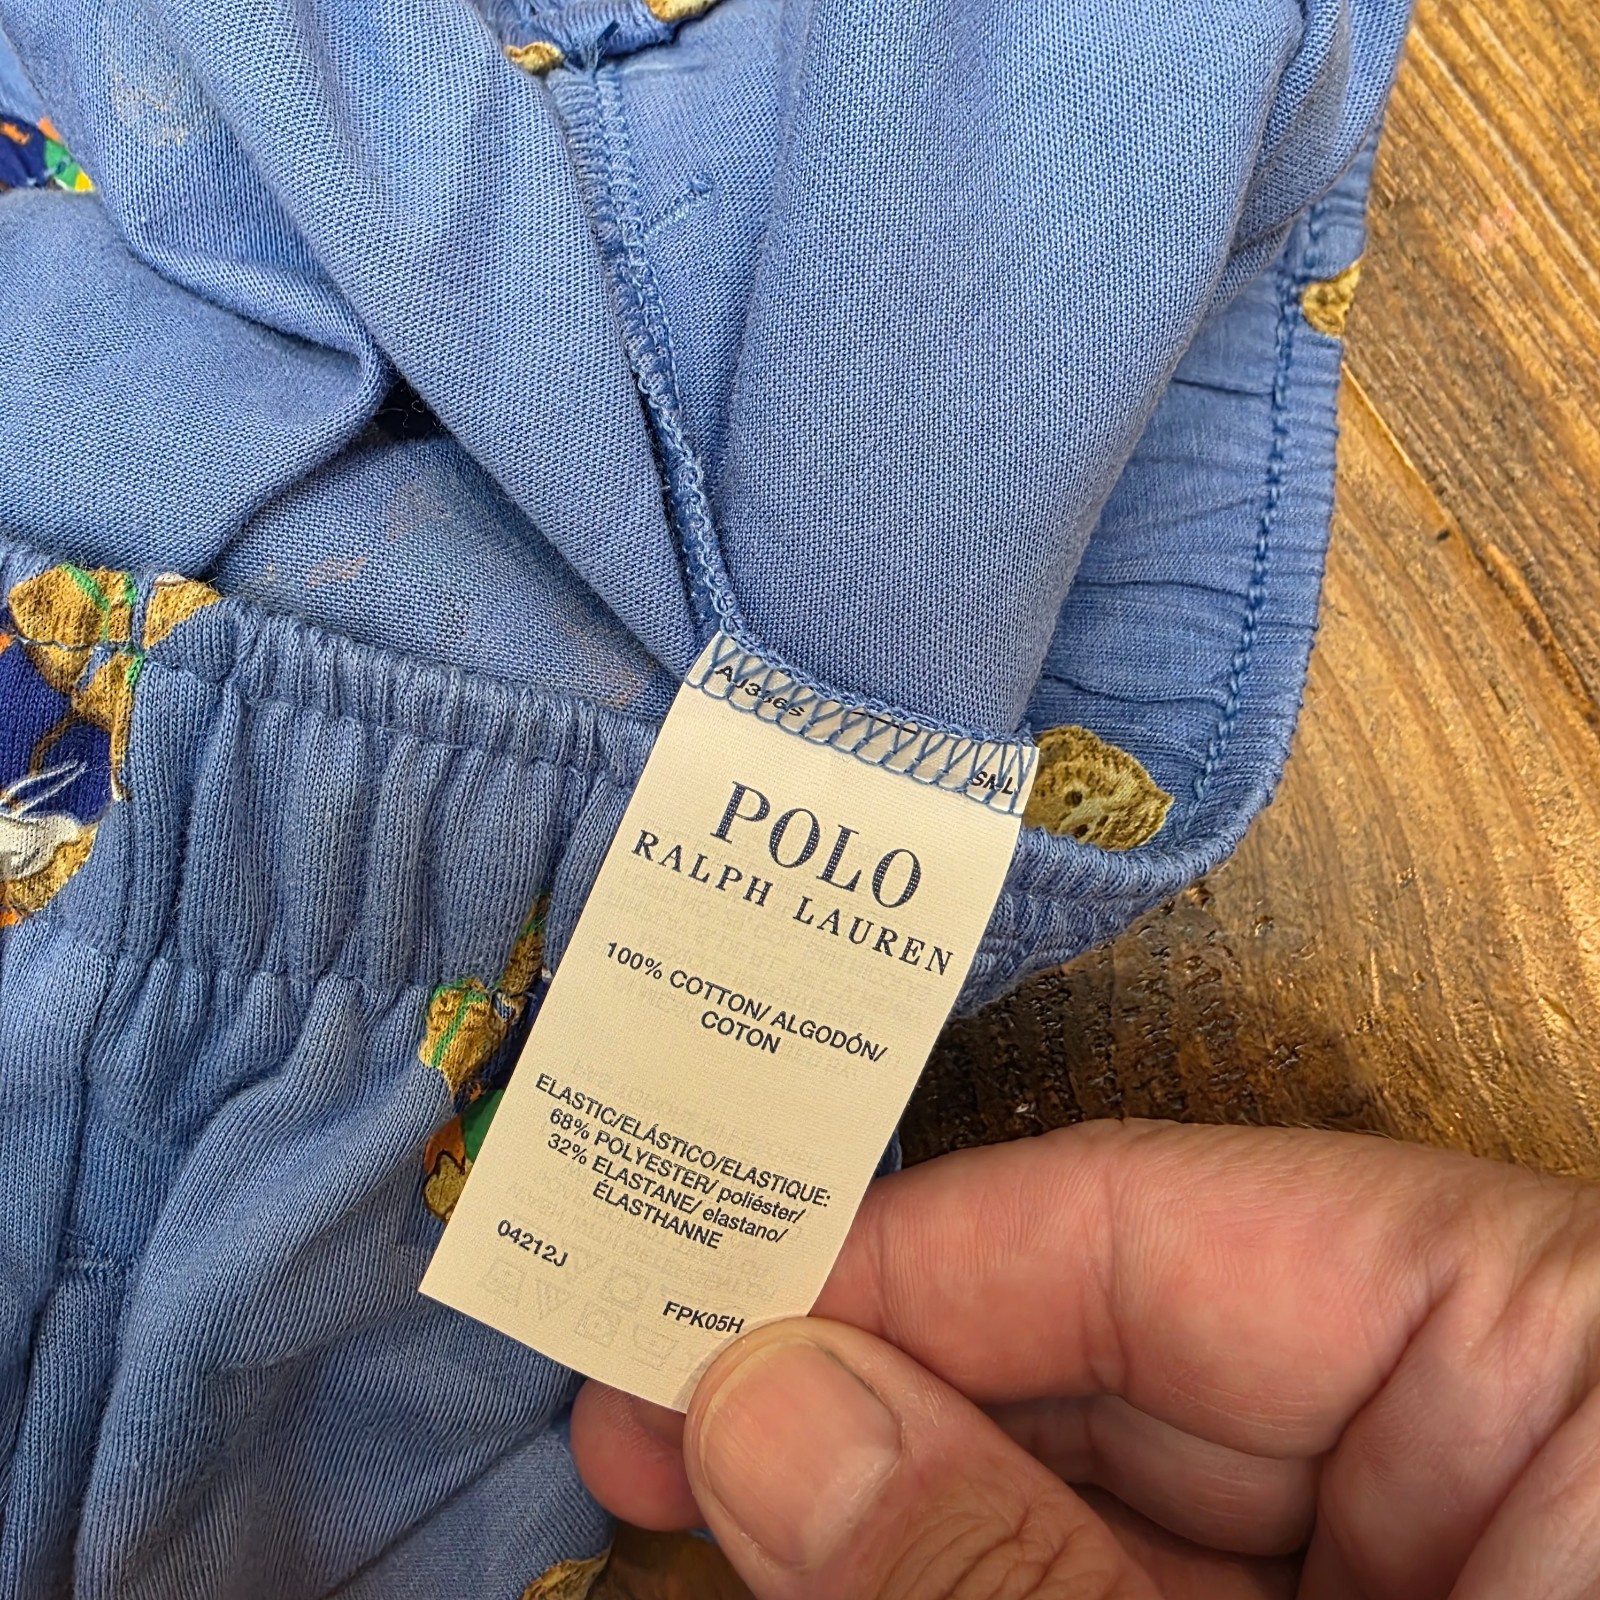 POLO
RALPH LAUREN
100% COTTON/ ALGODÓN/
COTON
ELASTIC/ELÁSTICO/ELASTIQUE:
68% POLYESTER/ poliéster/
32% ELASTANE/ elastano/
ÉLASTHANNE
04212J
FPK05H